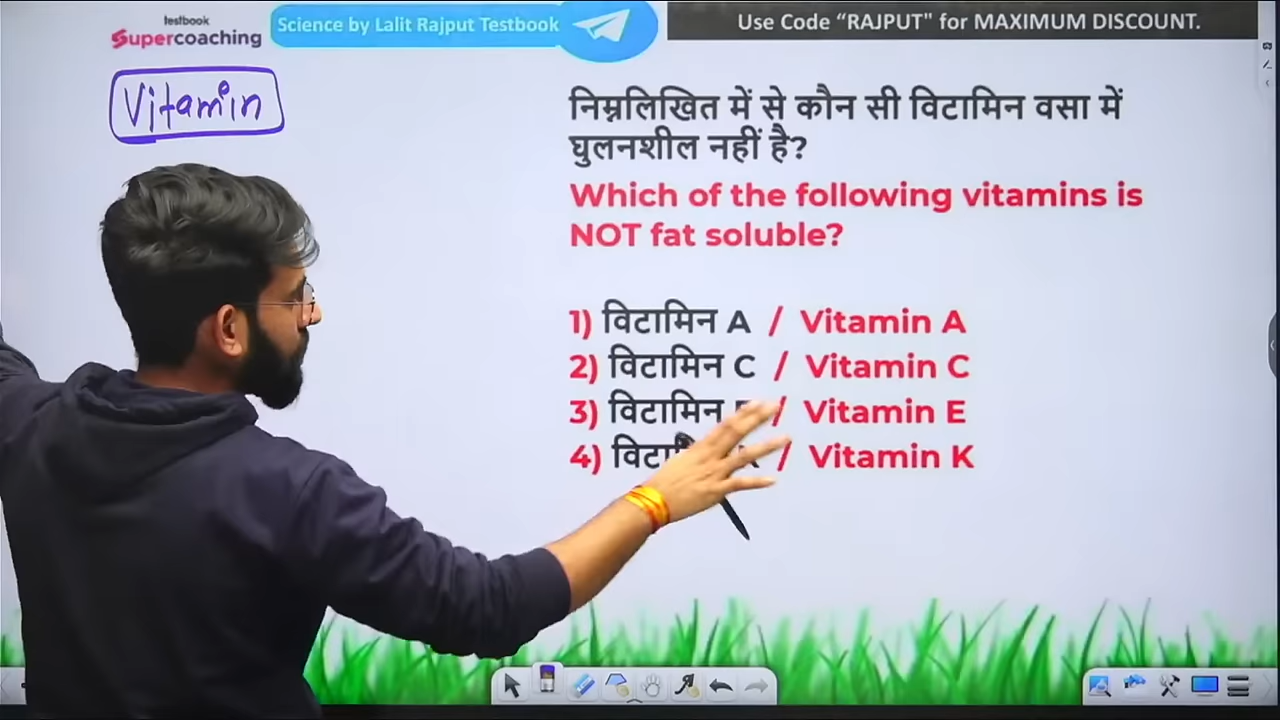 testbook
Supercoaching
Science by Lalit Rajput Testbook
Use Code “RAJPUT" for MAXIMUM DISCOUNT.
Vitamin
निम्नलिखित में से कौन सी विटामिन वसा में
घुलनशील नहीं है?
Which of the following vitamins is
NOT fat soluble?
1) विटामिन A / Vitamin A
2) विटामिन C / Vitamin C
3) विटामिन / Vitamin E
4) / Vitamin K